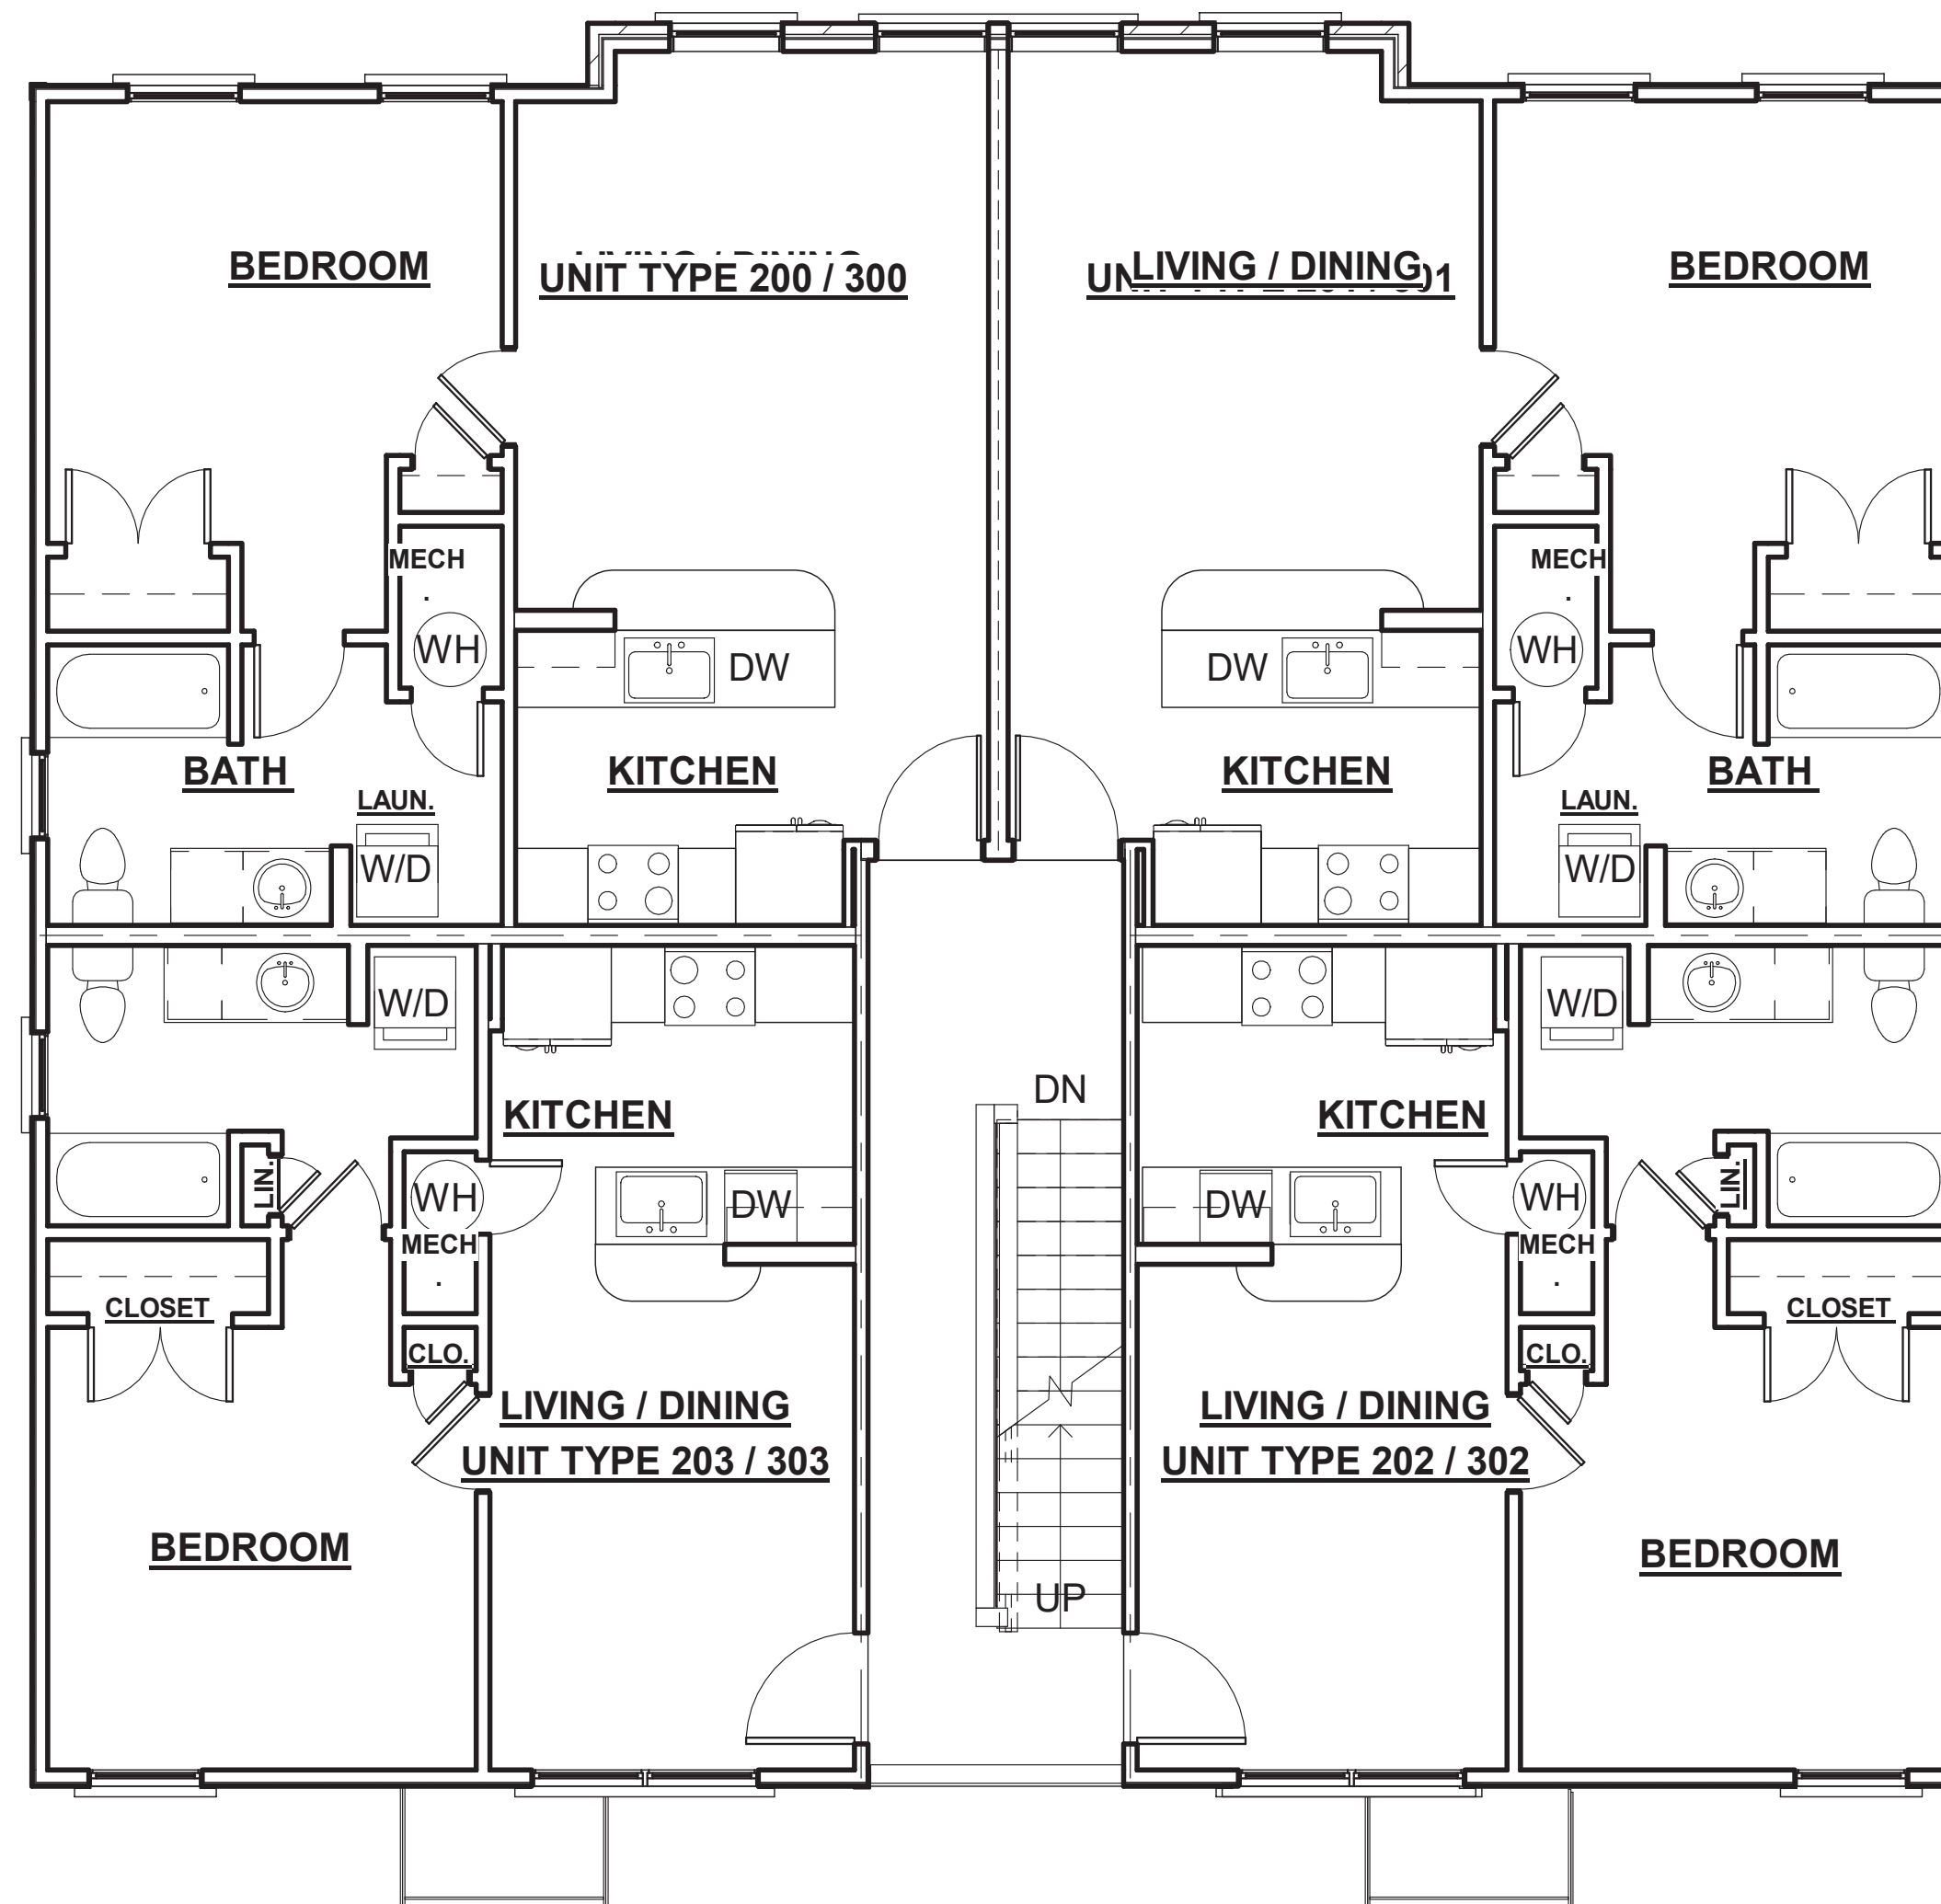 BEDROOM
UNIT TYPE 200 / 300
LIVING / DINING
BEDROOM
MECH
.
WH
DW
KITCHEN
BATH
LAUN.
W/D
MECH
.
WH
DW
KITCHEN
BATH
LAUN.
W/D
W/D
KITCHEN
LIN.
WH
MECH
.
DW
CLOSET
CLO.
LIVING / DINING
UNIT TYPE 203 / 303
BEDROOM
DN
UP
W/D
KITCHEN
DW
WH
MECH
.
LIN.
CLOSET
CLO.
LIVING / DINING
UNIT TYPE 202 / 302
BEDROOM